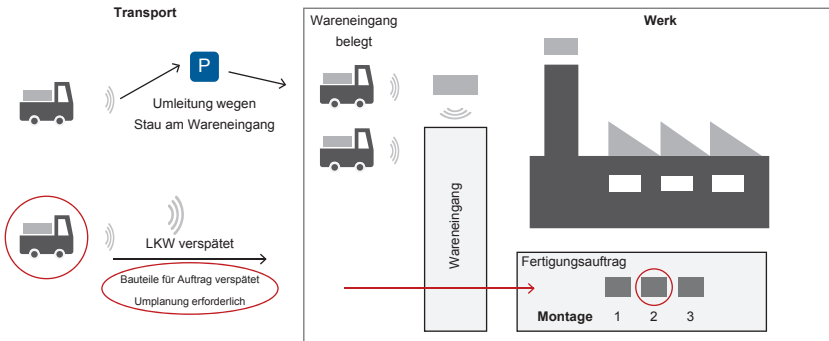 Transport
P
Umleitung wegen
Stau am Wareneingang
LKW verspätet
Bauteile für Auftrag verspätet
Umplanung erforderlich
Wareneingang
belegt
Werk
Wareneingang
Fertigungsauftrag
Montage 1 2 3